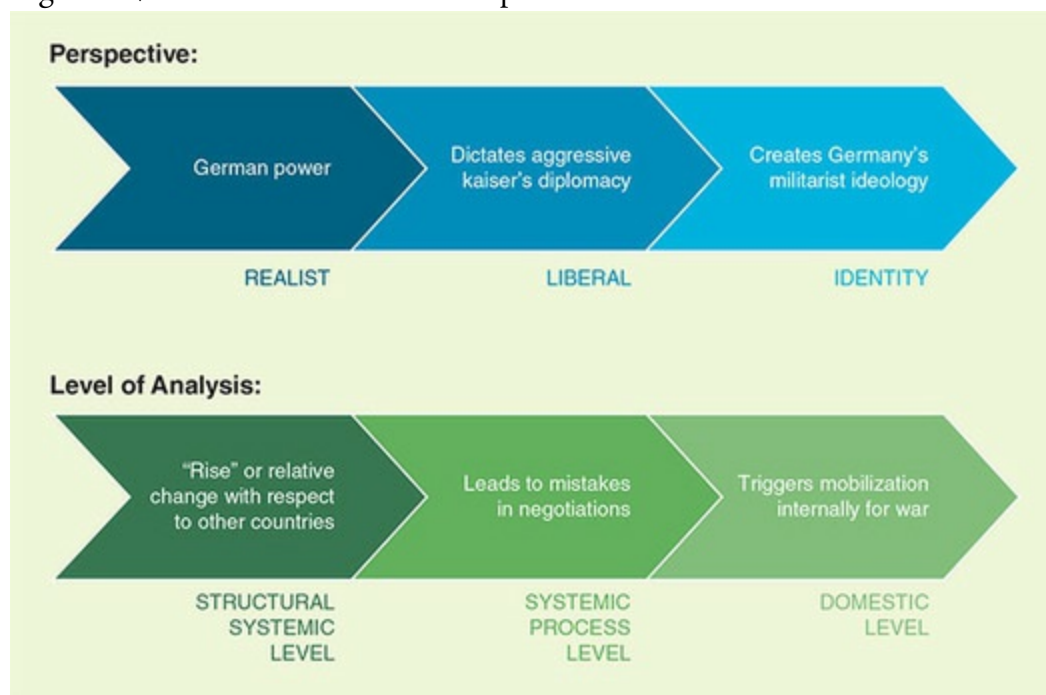 Perspective:
German power
Dictates aggressive
kaiser's diplomacy
Creates Germany's
militarist ideology
REALIST
LIBERAL
IDENTITY
Level of Analysis:
"Rise" or relative
change with respect
to other countries
Leads to mistakes
in negotiations
Triggers mobilization
internally for war
STRUCTURAL
SYSTEMIC
LEVEL
SYSTEMIC
PROCESS
LEVEL
DOMESTIC
LEVEL